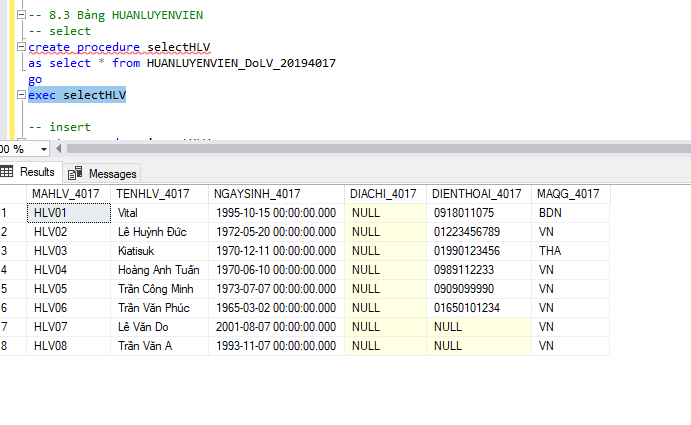 -- 8.3 Bảng HUANLUYENVIEN
-- select
create procedure selectHLV
as select * from HUANLUYENVIEN_DoLV_20194017
go
exec selectHLV
-- insert
00 %
Results Messages
MAHLV_4017 TENHLV_4017 NGAYSINH_4017 DIACHI_4017 DIENTHOAI_4017 MAQG_4017
1 HLV01 Vital 1995-10-15 00:00:00.000 NULL 0918011075 BDN
2 HLV02 Lê Huỳnh Đức 1972-05-20 00:00:00.000 NULL 01223456789 VN
3 HLV03 Kiatisuk 1970-12-11 00:00:00.000 NULL 01990123456 THA
4 HLV04 Hoàng Anh Tuấn 1970-06-10 00:00:00.000 NULL 0989112233 VN
5 HLV05 Trần Công Minh 1973-07-07 00:00:00.000 NULL 0909099990 VN
6 HLV06 Trần Văn Phúc 1965-03-02 00:00:00.000 NULL 01650101234 VN
7 HLV07 Lê Văn Do 2001-08-07 00:00:00.000 NULL NULL VN
8 HLV08 Trần Văn A 1993-11-07 00:00:00.000 NULL NULL VN